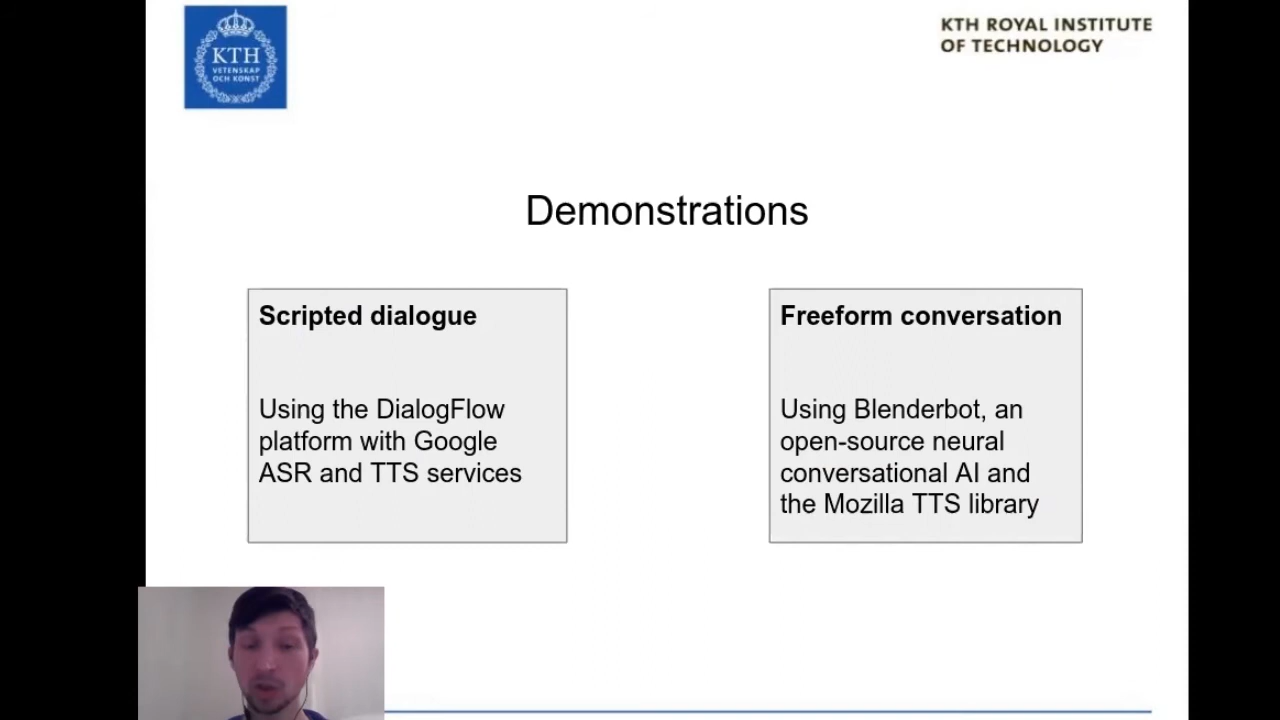 KTH
VETENSKAP
OCH KONST
KTH ROYAL INSTITUTE
OF TECHNOLOGY
Demonstrations
Scripted dialogue
Using the DialogFlow
platform with Google
ASR and TTS services
Freeform conversation
Using Blenderbot, an
open-source neural
conversational AI and
the Mozilla TTS library